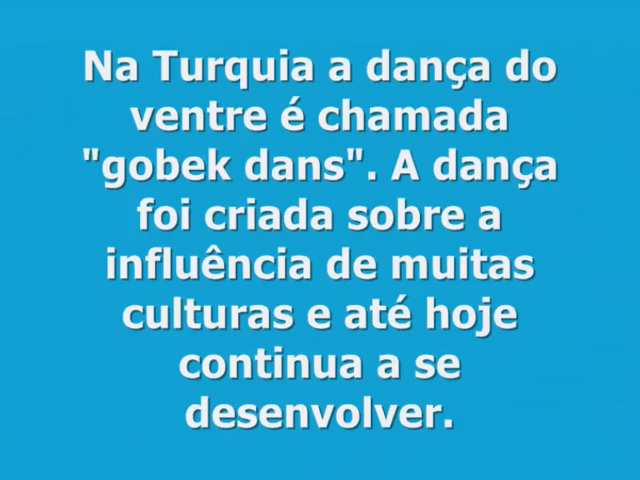 Na Turquia a dança do
ventre é chamada
"gobek dans". A dança
foi criada sobre a
influência de muitas
culturas e até hoje
continua a se
desenvolver.